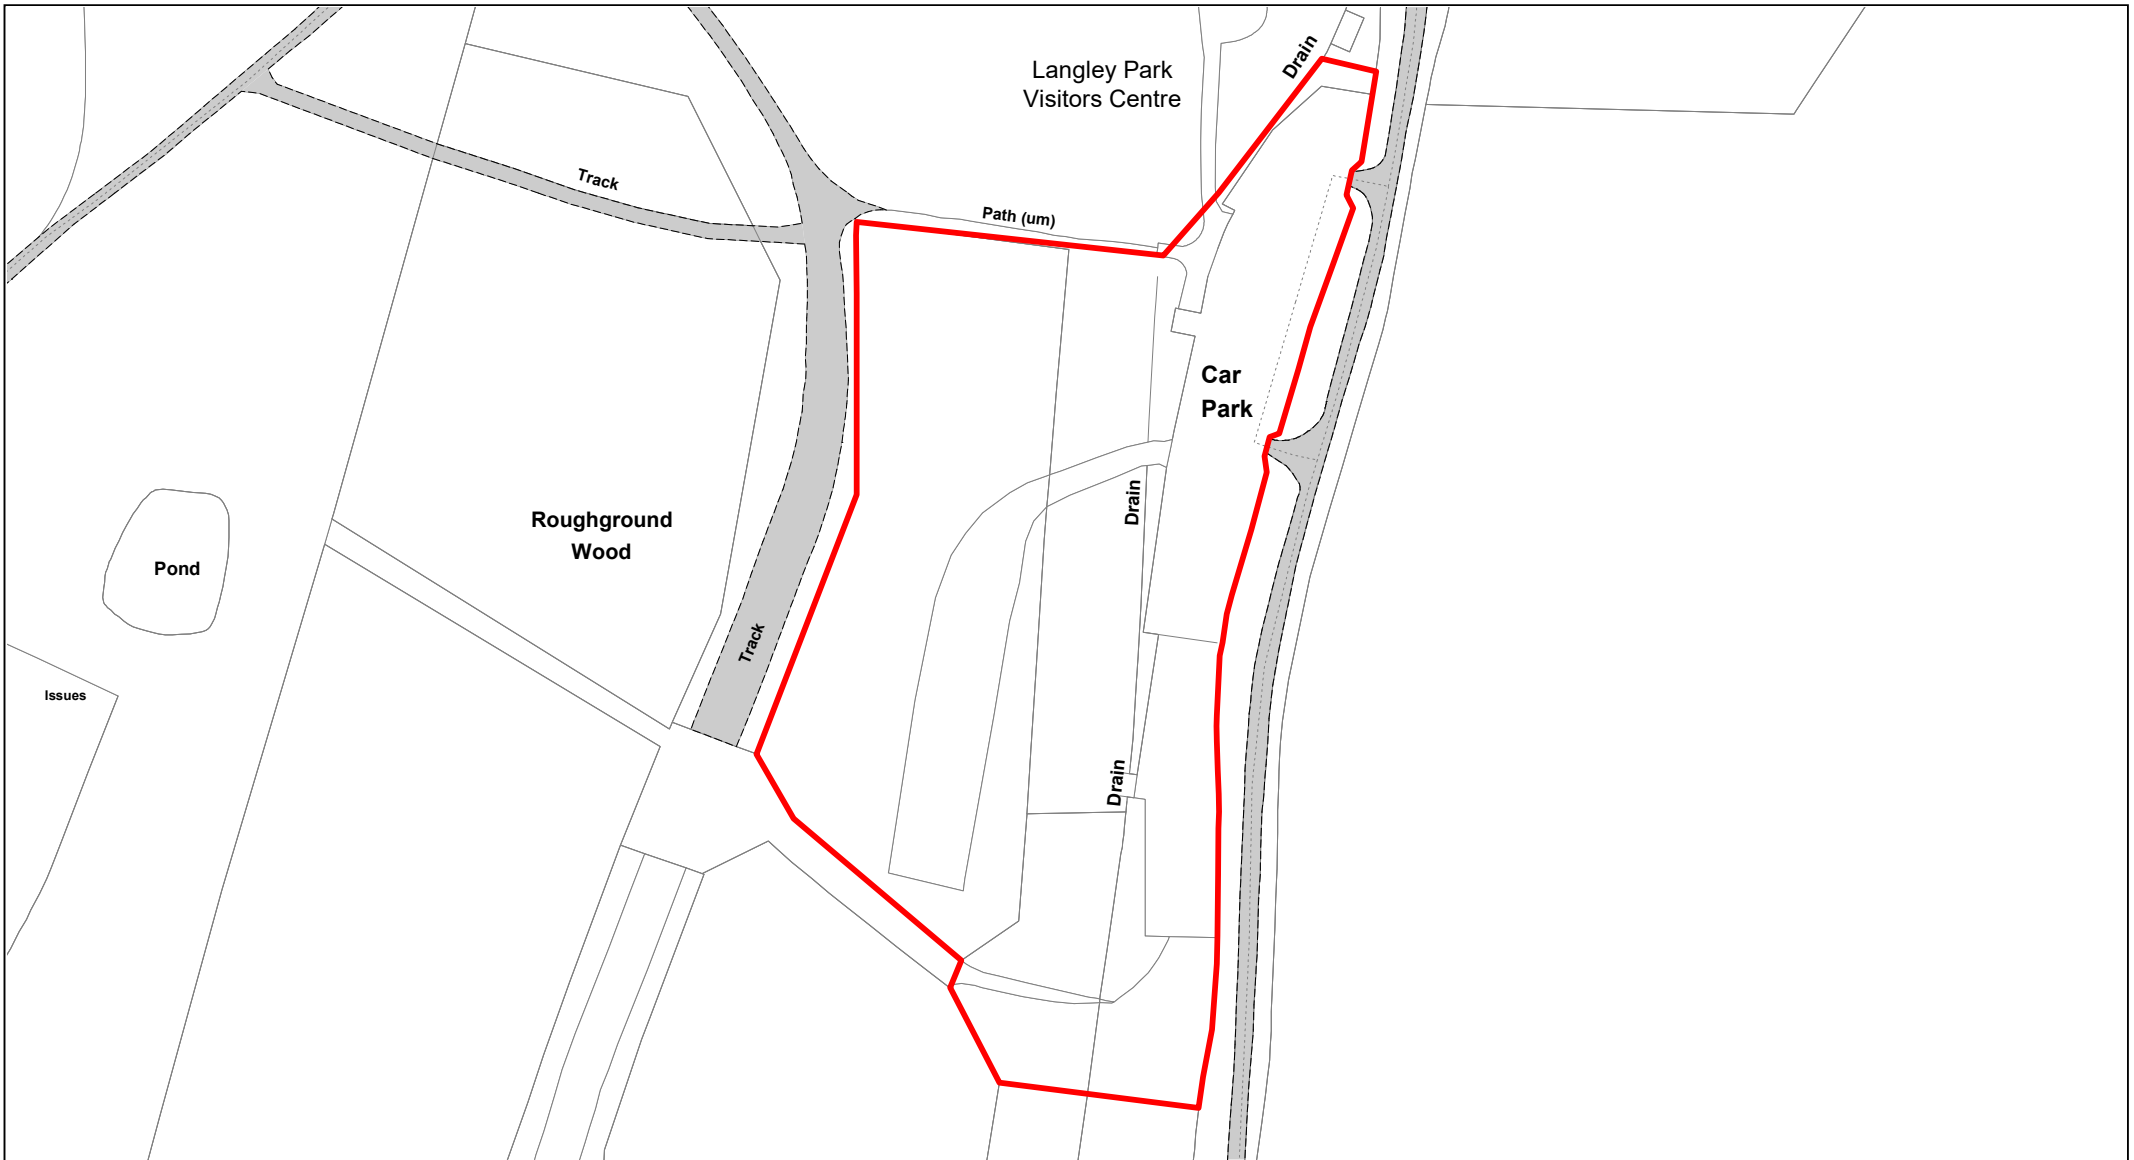 Drain
Langley Park
Visitors Centre
Track
Path (um)
Car
Park
Drain
Roughground
Wood
Pond
Track
Issues
Drain